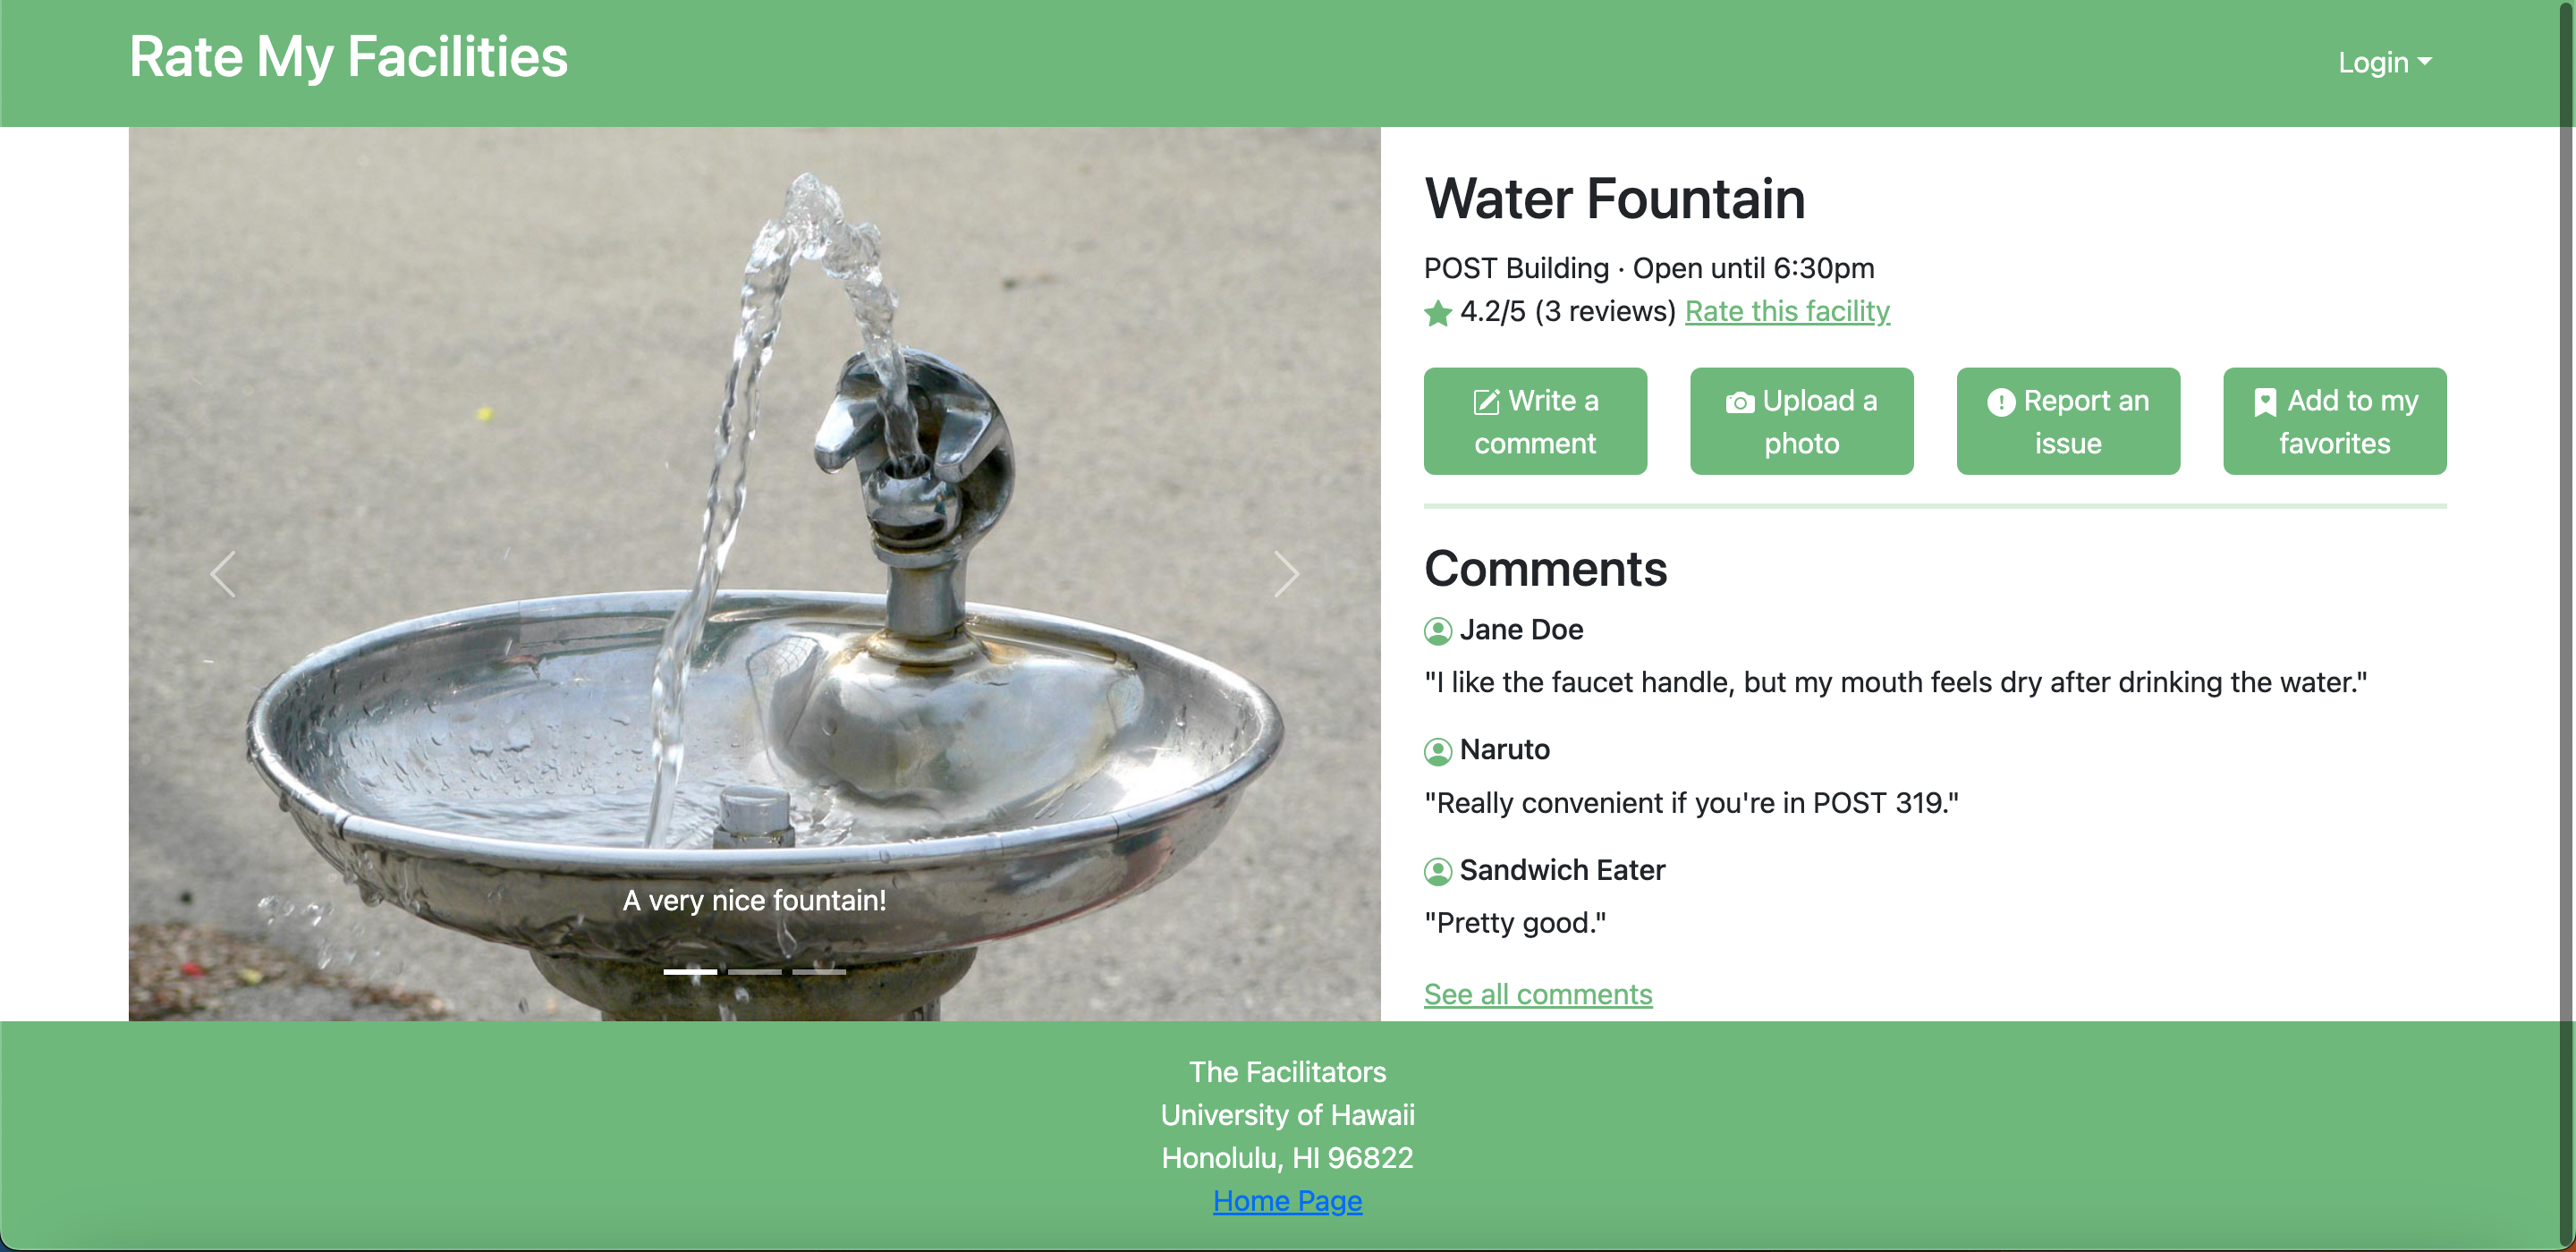 Rate My Facilities
Login
Water Fountain
POST Building · Open until 6:30pm
4.2/5 (3 reviews) Rate this facility
Write a
comment
Upload a
photo
Report an
issue
Add to my
favorites
Comments
Jane Doe
"I like the faucet handle, but my mouth feels dry after drinking the water."
Naruto
"Really convenient if you're in POST 319."
Sandwich Eater
"Pretty good."
See all comments
A very nice fountain!
The Facilitators
University of Hawaii
Honolulu, HI 96822
Home Page